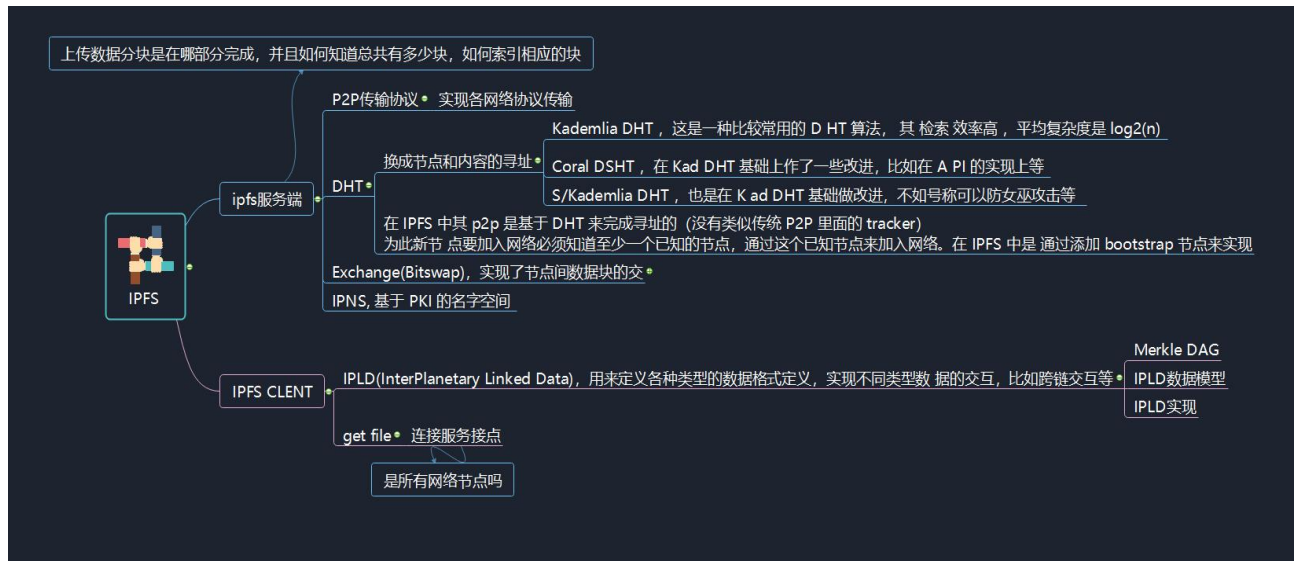 上传数据分块是在哪部分完成，并且如何知道总共有多少块，如何索引相应的块
P2P传输协议 实现各网络协议传输
Kademlia DHT ，这是一种比较常用的 D HT 算法， 其 检索 效率高 ，平均复杂度是 log2(n)
换成节点和内容的寻址
Coral DSHT ，在 Kad DHT 基础上作了一些改进，比如在 A PI 的实现上等
DHT
S/Kademlia DHT ，也是在 K ad DHT 基础做改进，不如号称可以防女巫攻击等
ipfs服务端
在 IPFS 中其 p2p 是基于 DHT 来完成寻址的（没有类似传统 P2P 里面的 tracker）
为此新节 点要加入网络必须知道至少一个已知的节点，通过这个已知节点来加入网络。在 IPFS 中是 通过添加 bootstrap 节点来实现
Exchange(Bitswap)，实现了节点间数据块的交
IPNS, 基于 PKI 的名字空间
IPFS
IPFS CLENT
IPLD(InterPlanetary Linked Data)，用来定义各种类型的数据格式定义，实现不同类型数 据的交互，比如跨链交互等
Merkle DAG
IPLD数据模型
IPLD实现
get file 连接服务接点
是所有网络节点吗